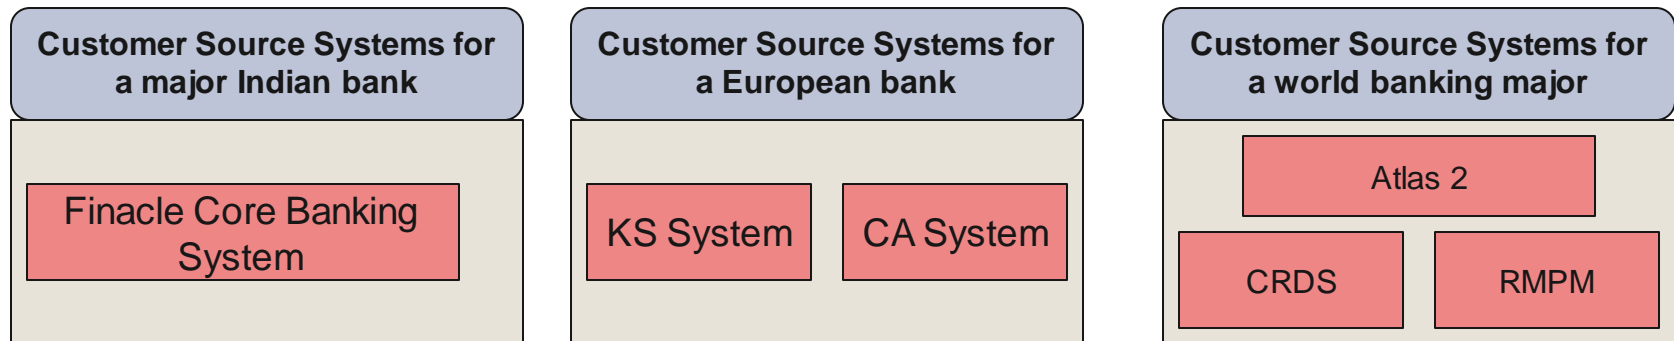 Customer Source Systems for
a major Indian bank
Finacle Core Banking
System
Customer Source Systems for
a European bank
KS System
CA System
Customer Source Systems for
a world banking major
Atlas 2
CRDS
RMPM